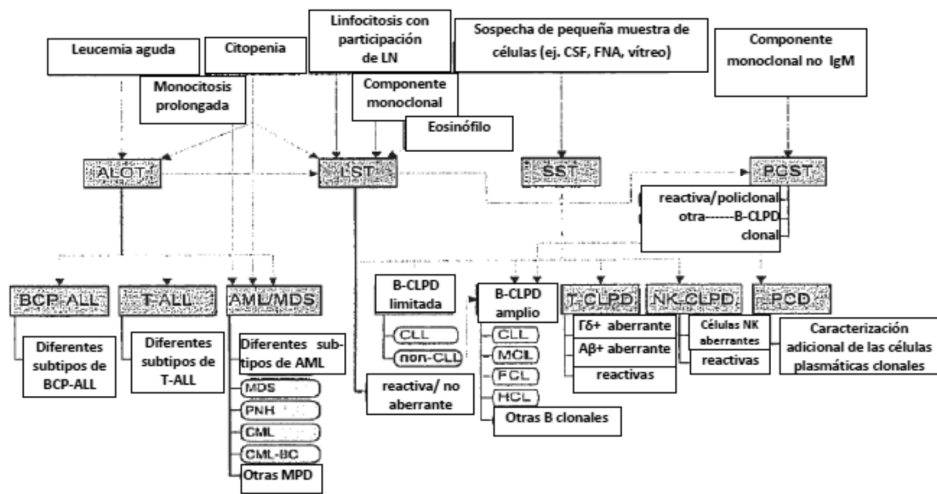 Leucemia aguda
Citopenia
Linfocitosis con
participación
de LN
Sospecha de pequeña muestra de
células (ej. CSF, FNA, vítreo)
Componente
monoclonal no IgM
Monocitosis
prolongada
Componente
monoclonal
Eosinófilo
ALOT
LST
SST
PCST
reactiva/policlonal
otra------B-CLPD
clonal
BCP-ALL
T-ALL
AML/MDS
B-CLPD
limitada
B-CLPD
amplio
T-CLPD
NK-CLPD
PCD
Diferentes
subtipos de
BCP-ALL
Diferentes
subtipos de
T-ALL
Diferentes sub-
tipos de AML
MDS
PNH
CML
CML-BC
Otras MPD
CLL
non-CLL
reactiva/ no
aberrante
CLL
MCL
FCL
HCL
Otras B clonales
Γδ+ aberrante
Aβ+ aberrante
reactivas
Células NK
aberrantes
reactivas
Caracterización
adicional de las células
plasmáticas clonales